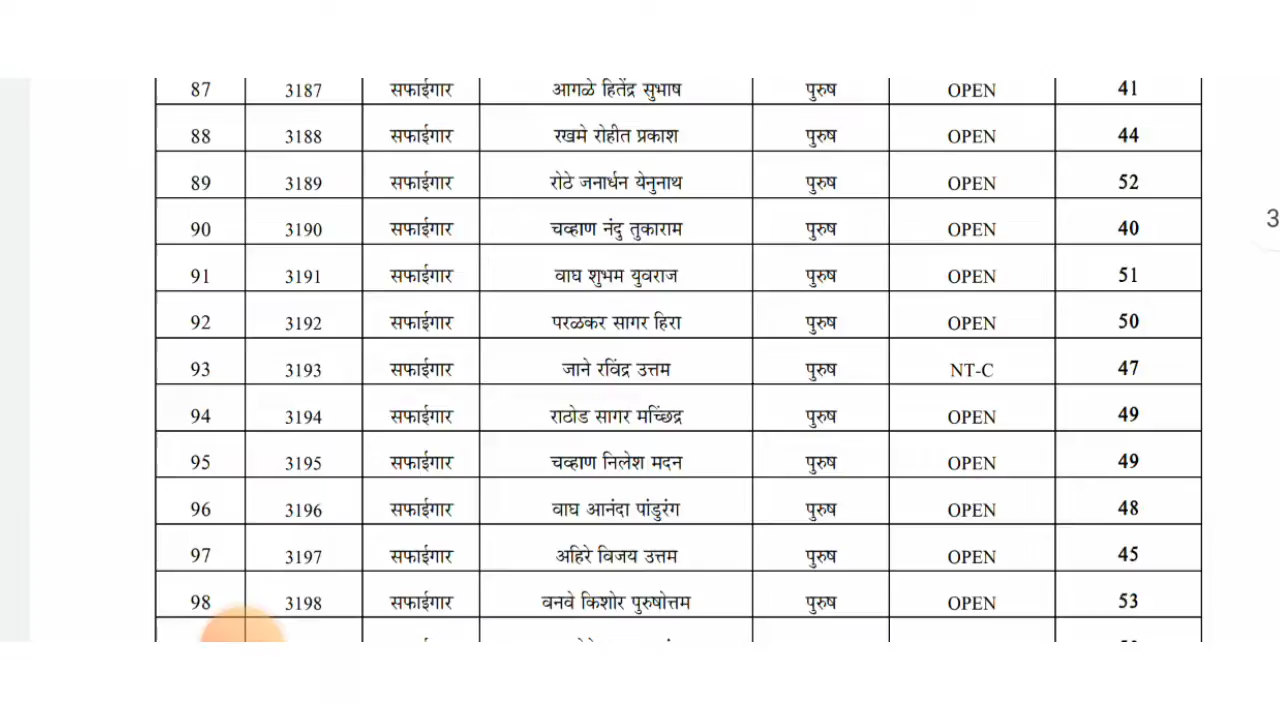 87 3187 सफाईगार आगळे हितेंद्र सुभाष पुरुष OPEN 41
88 3188 सफाईगार रखमे रोहीत प्रकाश पुरुष OPEN 44
89 3189 सफाईगार रोठे जनार्धन येनुनाथ पुरुष OPEN 52
3
90 3190 सफाईगार चव्हाण नंदु तुकाराम पुरुष OPEN 40
91 3191 सफाईगार वाघ शुभम युवराज पुरुष OPEN 51
92 3192 सफाईगार परळकर सागर हिरा पुरुष OPEN 50
93 3193 सफाईगार जाने रविंद्र उत्तम पुरुष NT-C 47
94 3194 सफाईगार राठोड सागर मच्छिंद्र पुरुष OPEN 49
95 3195 सफाईगार चव्हाण निलेश मदन पुरुष OPEN 49
96 3196 सफाईगार वाघ आनंदा पांडुरंग पुरुष OPEN 48
97 3197 सफाईगार अहिरे विजय उत्तम पुरुष OPEN 45
98 3198 सफाईगार वनवे किशोर पुरुषोत्तम पुरुष OPEN 53